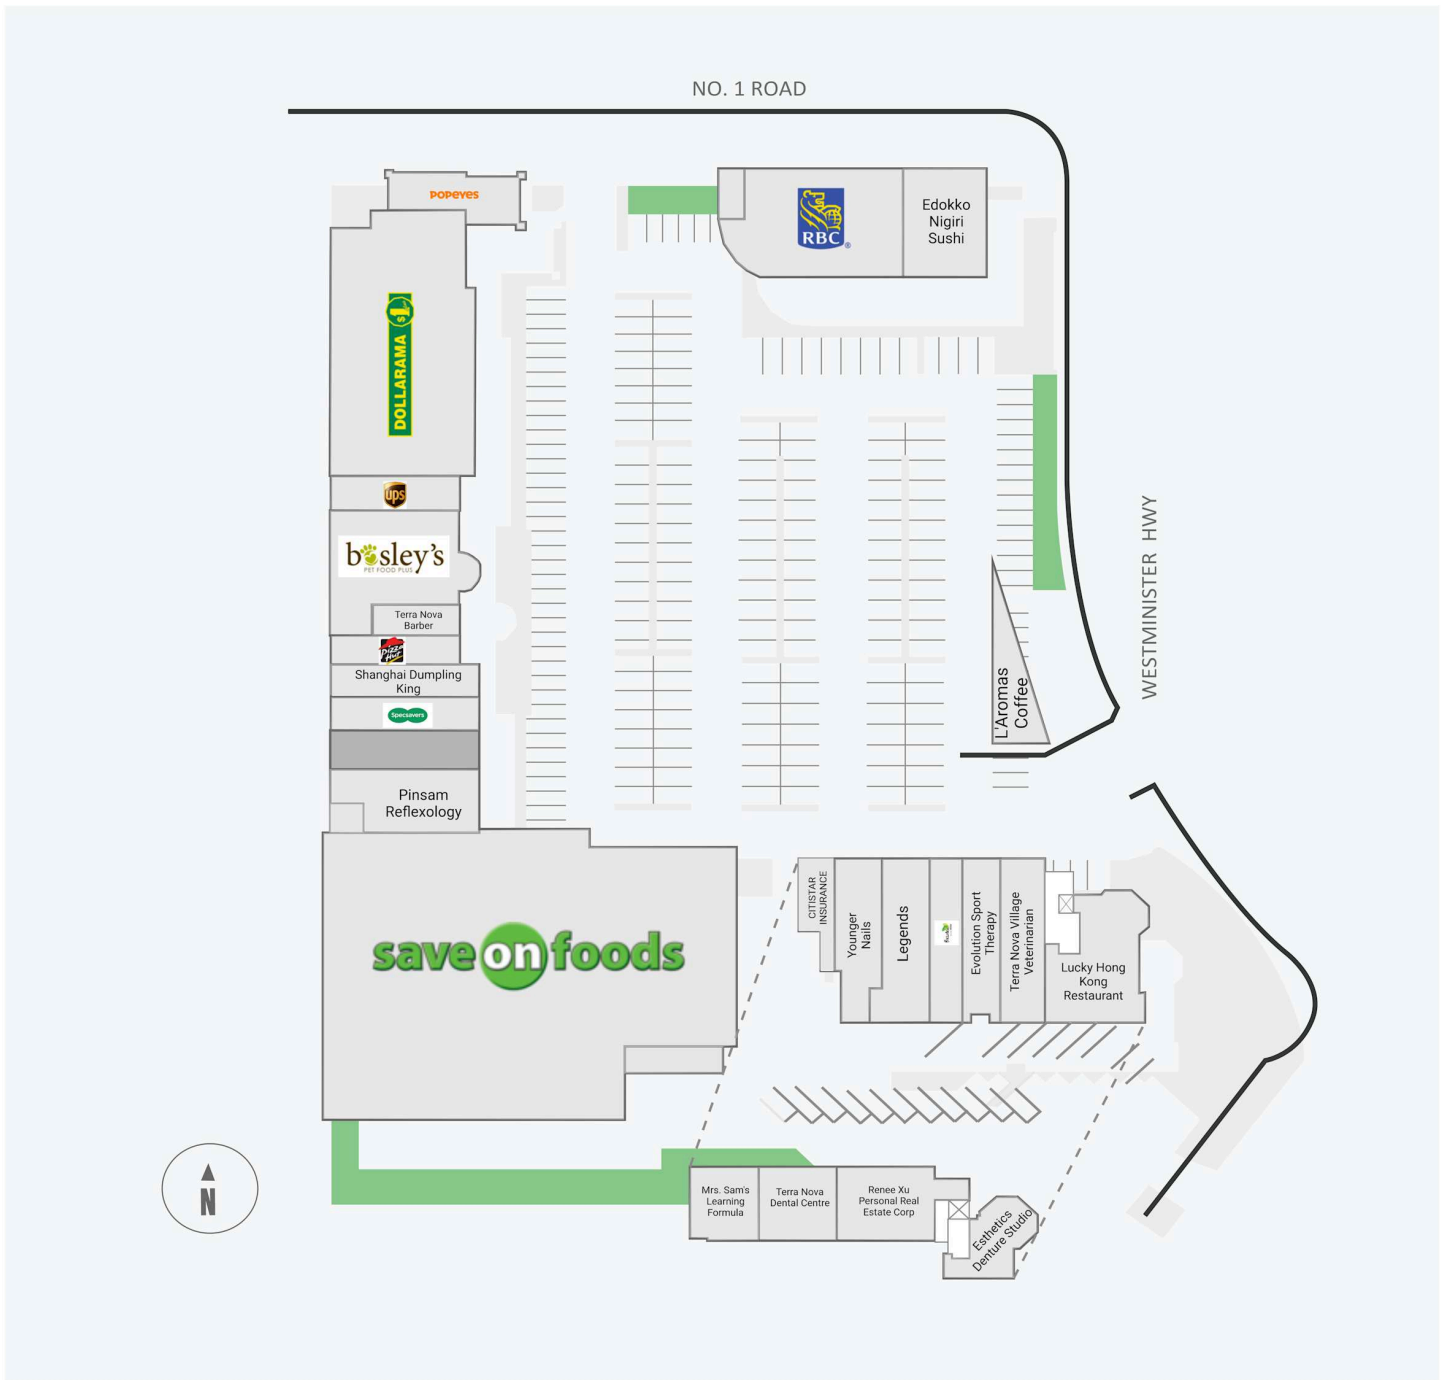 NO. 1 ROAD
POPEYES
RBC
®
Edokko
Nigiri
Sushi
$1
DOLLARAMA
ups
bosley's
PET FOOD PLUS
Terra Nova
Barber
Pizza
Hut
Shanghai Dumpling
King
Specsavers
Pinsam
Reflexology
WESTMINISTER HWY
L'Aromas
Coffee
save on foods
CITISTAR
INSURANCE
Younger
Nails
Legends
Evolution Sport
Therapy
Terra Nova Village
Veterinarian
Lucky Hong
Kong
Restaurant
N
Mrs. Sam's
Learning
Formula
Terra Nova
Dental Centre
Renee Xu
Personal Real
Estate Corp
Esthetics
Denture Studio